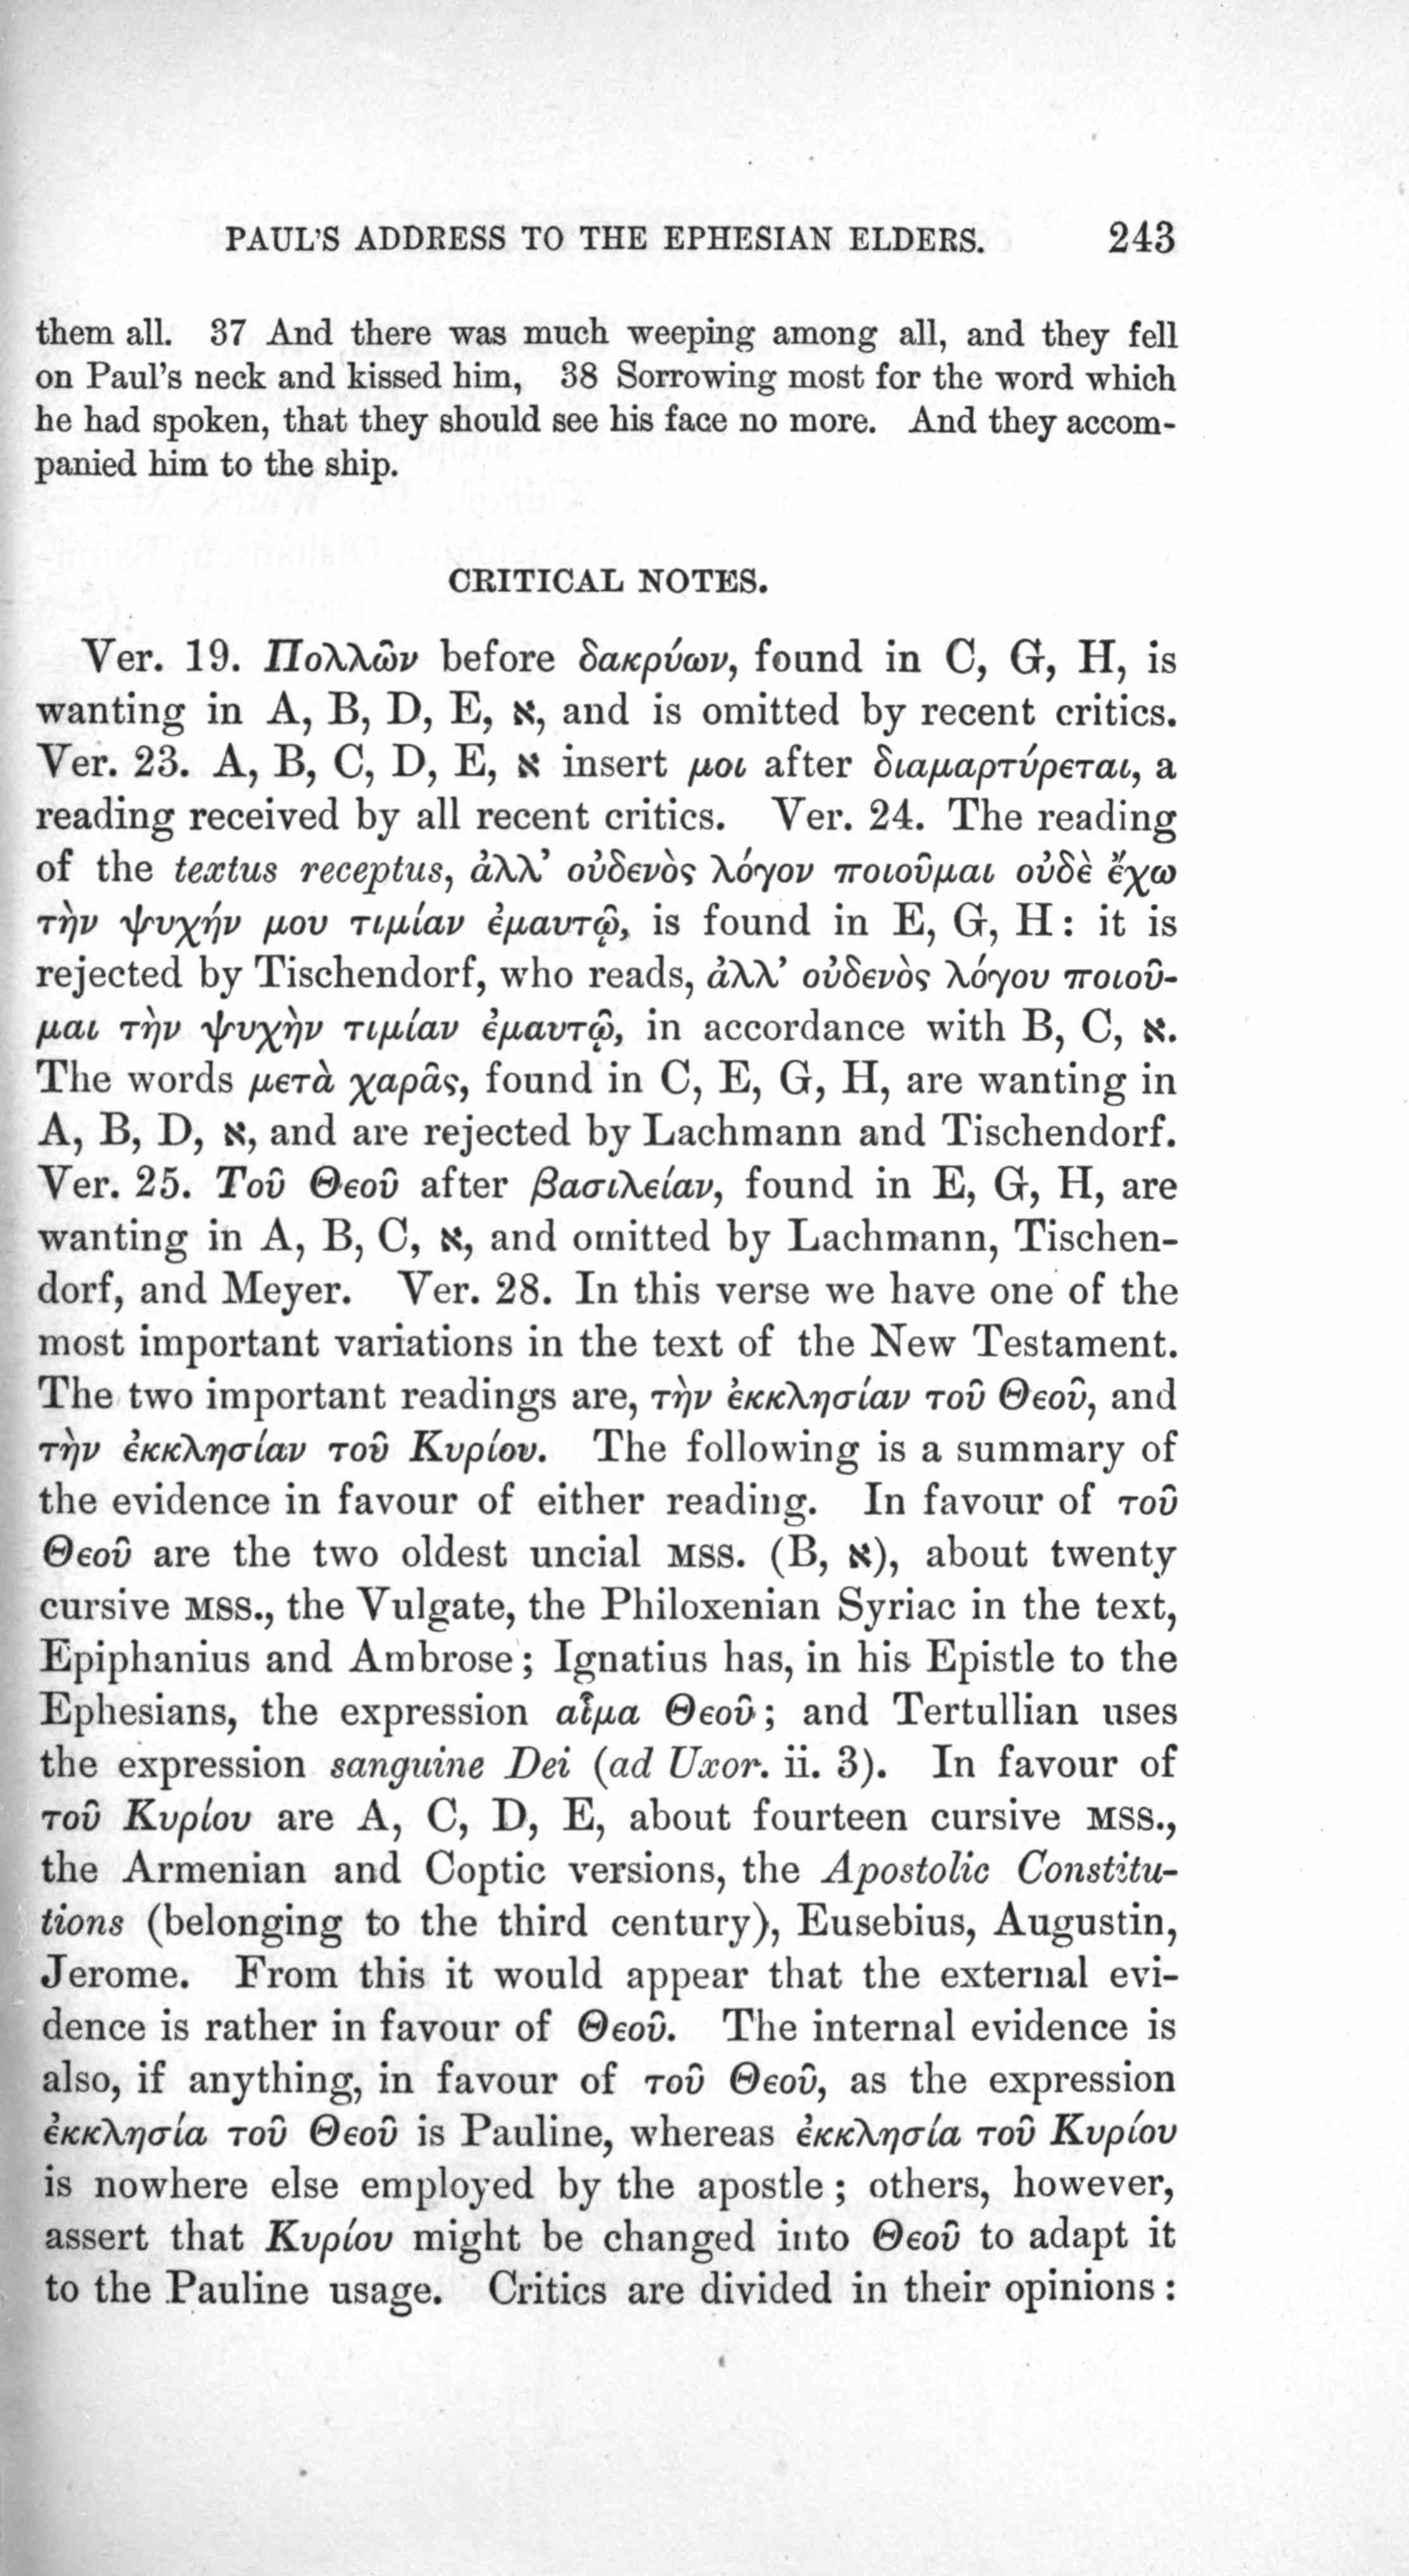 PAUL'S ADDRESS TO THE EPHESIAN ELDERS. 243
them all. 37 And there was much weeping among all, and they fell
on Paul's neck and kissed him, 38 Sorrowing most for the word which
he had spoken, that they should see his face no more. And they accom-
panied him to the ship.
CRITICAL NOTES.
Ver. 19. Πολλῶν before δακρύων, found in C, G, H, is
wanting in A, B, D, E, א, and is omitted by recent critics.
Ver. 23. A, B, C, D, E, א insert μοι after διαμαρτύρεται, a
reading received by all recent critics. Ver. 24. The reading
of the textus receptus, ἀλλ' οὐδενὸς λόγον ποιοῦμαι οὐδὲ ἔχω
τὴν ψυχήν μου τιμίαν ἐμαυτῷ, is found in E, G, H: it is
rejected by Tischendorf, who reads, ἀλλ' οὐδενὸς λόγου ποιοῦ-
μαι τὴν ψυχὴν τιμίαν ἐμαυτῷ, in accordance with B, C, א.
The words μετὰ χαρᾶς, found in C, E, G, H, are wanting in
A, B, D, א, and are rejected by Lachmann and Tischendorf.
Ver. 25. Τοῦ Θεοῦ after βασιλείαν, found in E, G, H, are
wanting in A, B, C, א, and omitted by Lachmann, Tischen-
dorf, and Meyer. Ver. 28. In this verse we have one of the
most important variations in the text of the New Testament.
The two important readings are, τὴν ἐκκλησίαν τοῦ Θεοῦ, and
τὴν ἐκκλησίαν τοῦ Κυρίου. The following is a summary of
the evidence in favour of either reading. In favour of τοῦ
Θεοῦ are the two oldest uncial MSS. (B, א), about twenty
cursive MSS., the Vulgate, the Philoxenian Syriac in the text,
Epiphanius and Ambrose; Ignatius has, in his Epistle to the
Ephesians, the expression αἷμα Θεοῦ; and Tertullian uses
the expression sanguine Dei (ad Uxor. ii. 3). In favour of
τοῦ Κυρίου are A, C, D, E, about fourteen cursive MSS.,
the Armenian and Coptic versions, the Apostolic Constitu-
tions (belonging to the third century), Eusebius, Augustin,
Jerome. From this it would appear that the external evi-
dence is rather in favour of Θεοῦ. The internal evidence is
also, if anything, in favour of τοῦ Θεοῦ, as the expression
ἐκκλησία τοῦ Θεοῦ is Pauline, whereas ἐκκλησία τοῦ Κυρίου
is nowhere else employed by the apostle; others, however,
assert that Κυρίου might be changed into Θεοῦ to adapt it
to the Pauline usage. Critics are divided in their opinions: